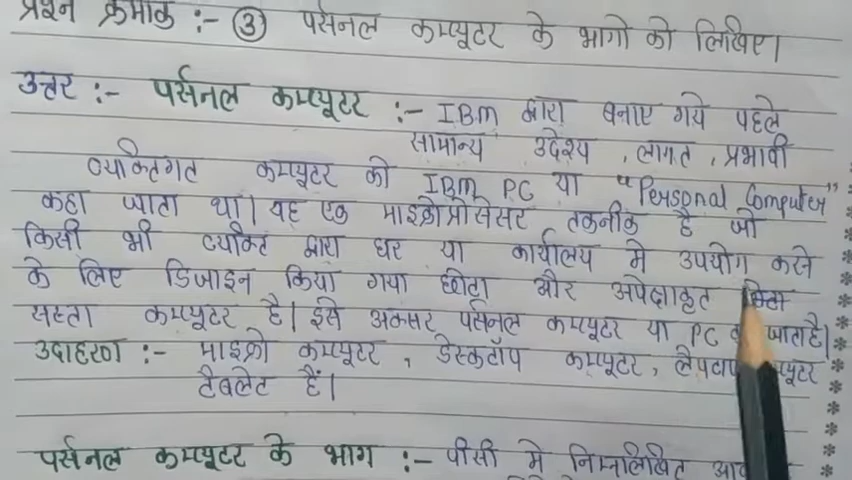 प्रश्न क्रमांक :- ③ पर्सनल कम्प्यूटर के भागो को लिखिए।
उत्तर :- पर्सनल कम्प्यूटर :- IBM द्वारा बनाए गये पहले
सामान्य उद्देश्य , लागत , प्रभावी
व्यक्तिगत कम्प्यूटर को IBM PC या "Personal Computer"
कहा जाता था। यह एक माइक्रोप्रोसेसर तकनीक है जो
किसी भी व्यक्ति द्वारा घर या कार्यालय मे उपयोग करने
के लिए डिजाइन किया गया छोटा और अपेक्षाकृत
सस्ता कम्प्यूटर है। इसे अक्सर पर्सनल कम्प्यूटर या PC जाता है।
उदाहरण :- माइक्रो कम्प्यूटर , डेस्कटॉप कम्प्यूटर ,
टैबलेट हैं।
पर्सनल कम्प्यूटर के भाग :- पीसी मे निम्नलिखित